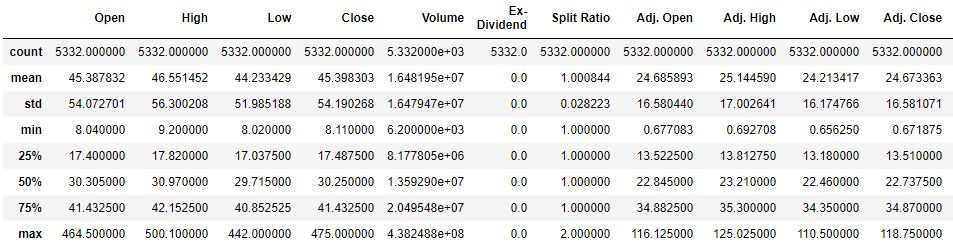 Open High Low Close Volume Ex-Dividend Split Ratio Adj. Open Adj. High Adj. Low Adj. Close
count 5332.000000 5332.000000 5332.000000 5332.000000 5.332000e+03 5332.0 5332.000000 5332.000000 5332.000000 5332.000000 5332.000000
mean 45.387832 46.551452 44.233429 45.398303 1.648195e+07 0.0 1.000844 24.685893 25.144590 24.213417 24.673363
std 54.072701 56.300208 51.985188 54.190268 1.647947e+07 0.0 0.028223 16.580440 17.002641 16.174766 16.581071
min 8.040000 9.200000 8.020000 8.110000 6.200000e+03 0.0 1.000000 0.677083 0.692708 0.656250 0.671875
25% 17.400000 17.820000 17.037500 17.487500 8.177805e+06 0.0 1.000000 13.522500 13.812750 13.180000 13.510000
50% 30.305000 30.970000 29.715000 30.250000 1.359290e+07 0.0 1.000000 22.845000 23.210000 22.460000 22.737500
75% 41.432500 42.152500 40.852525 41.432500 2.049548e+07 0.0 1.000000 34.882500 35.300000 34.350000 34.870000
max 464.500000 500.100000 442.000000 475.000000 4.382488e+08 0.0 2.000000 116.125000 125.025000 110.500000 118.750000